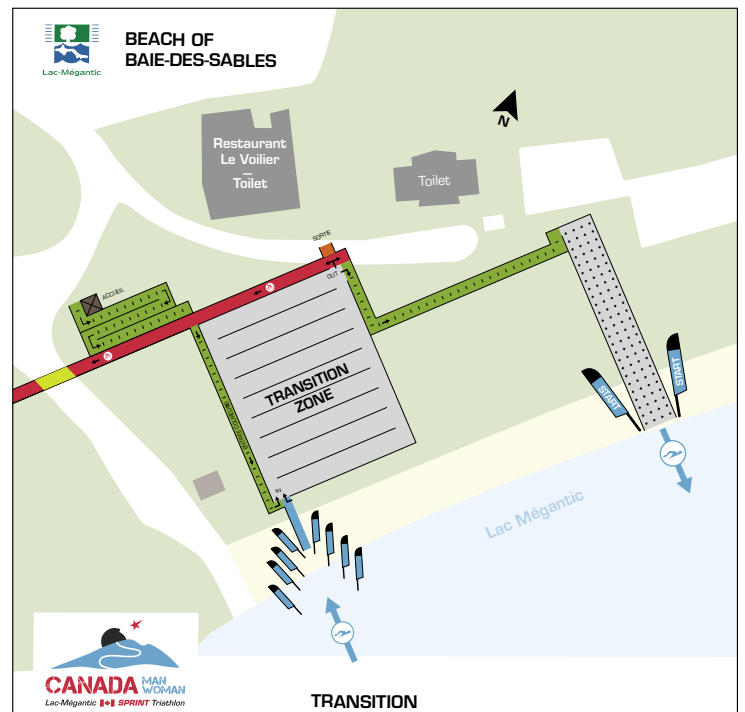 Lac-Mégantic
BEACH OF
BAIE-DES-SABLES
N
Restaurant
Le Voilier
—
Toilet
Toilet
SORTIE
OUT
ACCUEIL
TRANSITION
ZONE
IN
START
START
Lac Mégantic
CANADA MAN
WOMAN
Lac-Mégantic SPRINT Triathlon
TRANSITION